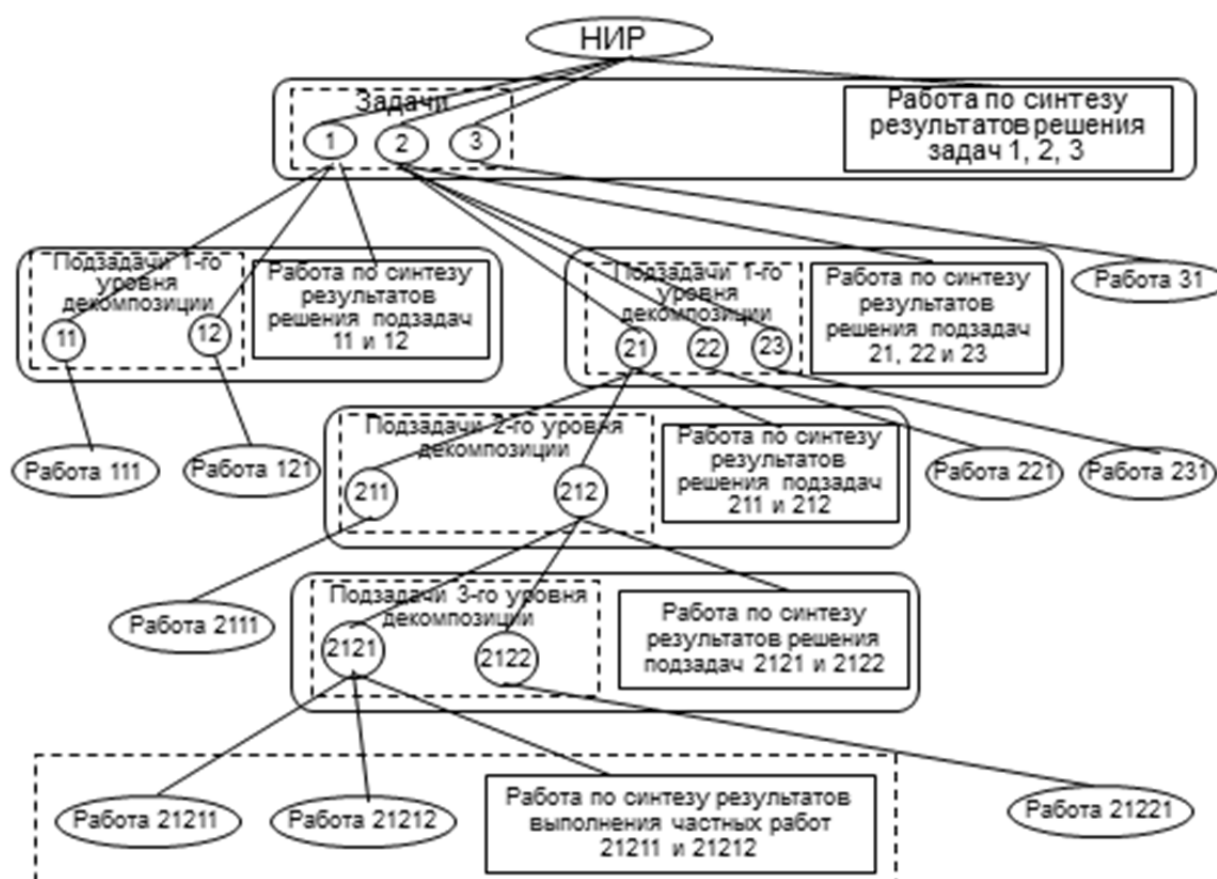 НИР
Задачи
1
2
3
Работа по синтезу
результатов решения
задач 1, 2, 3
Подзадачи 1-го
уровня
декомпозиции
11
12
Работа по синтезу
результатов
решения подзадач
11 и 12
Подзадачи 1-го
уровня
декомпозиции
21
22
23
Работа по синтезу
результатов
решения подзадач
21, 22 и 23
Работа 31
Работа 111
Работа 121
Подзадачи 2-го уровня
декомпозиции
211
212
Работа по синтезу
результатов
решения подзадач
211 и 212
Работа 221
Работа 231
Работа 2111
Подзадачи 3-го уровня
декомпозиции
2121
2122
Работа по синтезу
результатов решения
подзадач 2121 и 2122
Работа 21211
Работа 21212
Работа по синтезу результатов
выполнения частных работ
21211 и 21212
Работа 21221